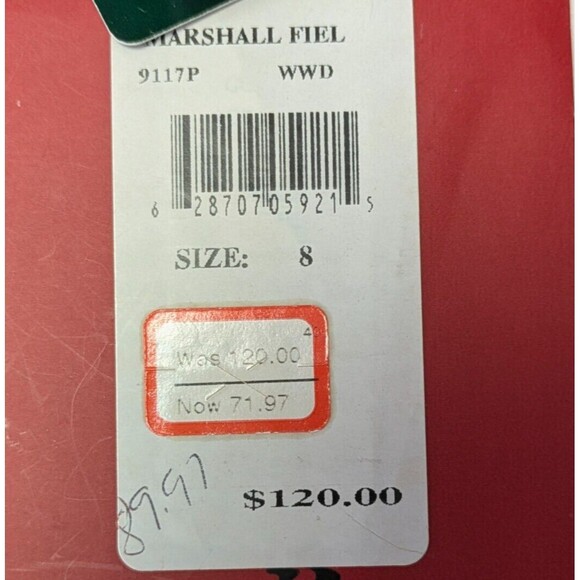 MARSHALL FIEL
9117P WWD
6 28707 05921 5
SIZE: 8
Was 120.00
Now 71.97
89.97
$120.00